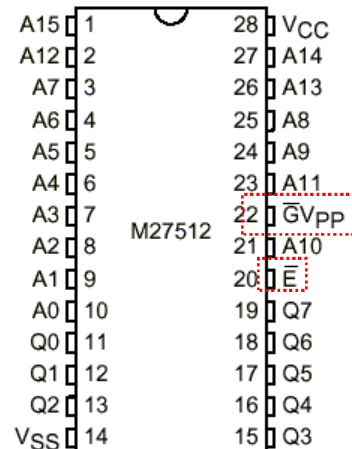 A15 1 28 VCC
A12 2 27 A14
A7 3 26 A13
A6 4 25 A8
A5 5 24 A9
A4 6 23 A11
A3 7 M27512 22 G̅VPP
A2 8 21 A10
A1 9 20 E̅
A0 10 19 Q7
Q0 11 18 Q6
Q1 12 17 Q5
Q2 13 16 Q4
VSS 14 15 Q3